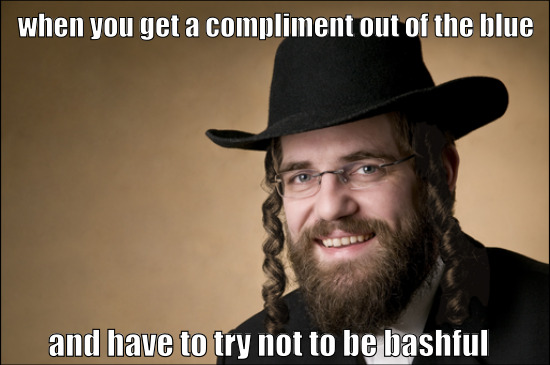 when you get a compliment out of the blue
and have to try not to be bashful